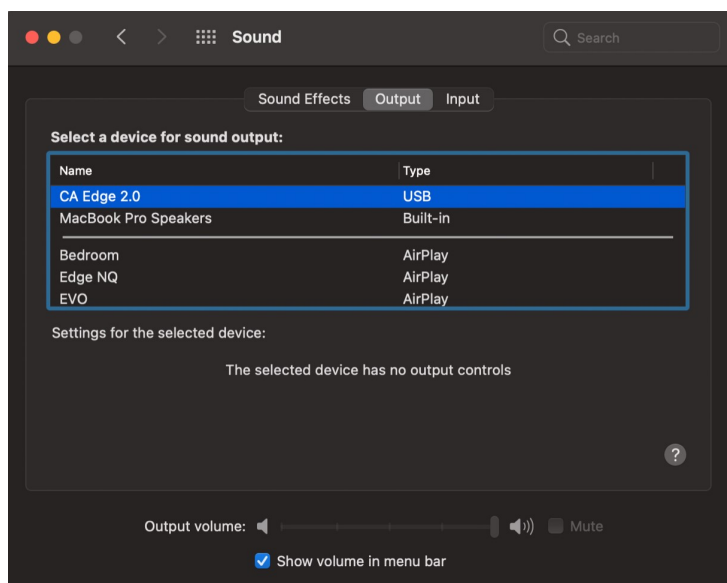 Sound
Search
Sound Effects Output Input
Select a device for sound output:
Name Type
CA Edge 2.0 USB
MacBook Pro Speakers Built-in
Bedroom AirPlay
Edge NQ AirPlay
EVO AirPlay
Settings for the selected device:
The selected device has no output controls
?
Output volume: Mute
Show volume in menu bar